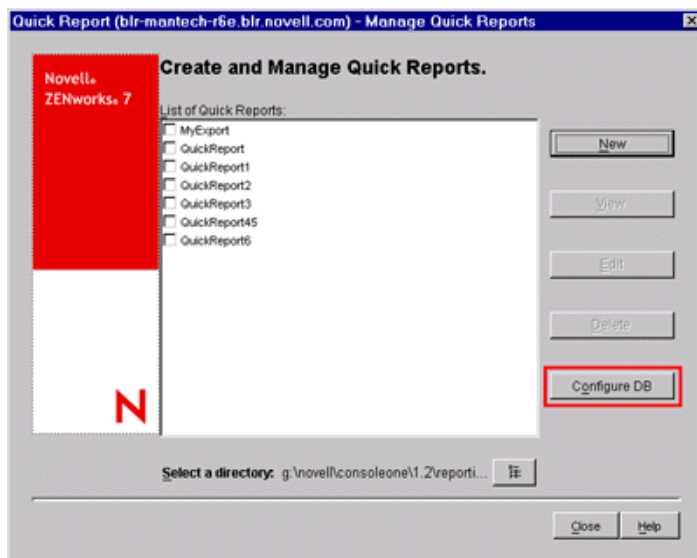 Quick Report (blr-mantech-r6e.blr.novell.com) - Manage Quick Reports
Novell®
ZENworks® 7
Create and Manage Quick Reports.
List of Quick Reports:
MyExport
QuickReport
QuickReport1
QuickReport2
QuickReport3
QuickReport45
QuickReport6
New
View
Edit
Delete
Configure DB
N
Select a directory: g:\novell\consoleone\1.2\reporti...
Close
Help